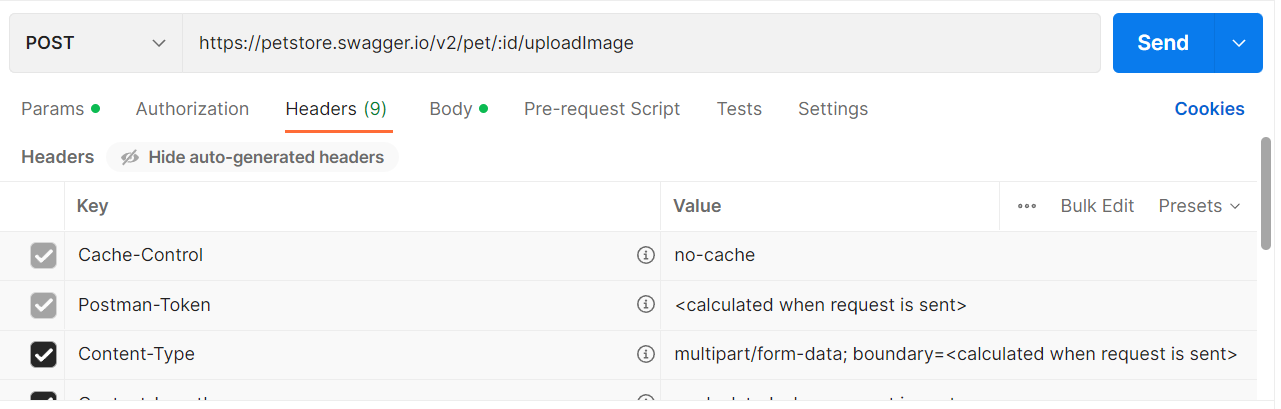 POST https://petstore.swagger.io/v2/pet/:id/uploadImage Send
Params Authorization Headers (9) Body Pre-request Script Tests Settings Cookies
Headers Hide auto-generated headers
Key Value Bulk Edit Presets
Cache-Control no-cache
Postman-Token <calculated when request is sent>
Content-Type multipart/form-data; boundary=<calculated when request is sent>